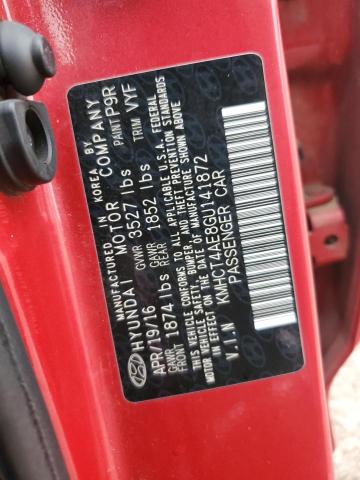 MANUFACTURED IN KOREA BY
HYUNDAI MOTOR COMPANY
APR/19/16 GVWR 3527 lbs PAINT P9R
GAWR FRONT 1874 lbs GAWR REAR 1852 lbs TRIM VYF
THIS VEHICLE CONFORMS TO ALL APPLICABLE U.S.A. FEDERAL
MOTOR VEHICLE SAFETY, BUMPER, AND THEFT PREVENTION STANDARDS
IN EFFECT ON THE DATE OF MANUFACTURE SHOWN ABOVE.
V.I.N KMHCT4AE8GU141872
PASSENGER CAR